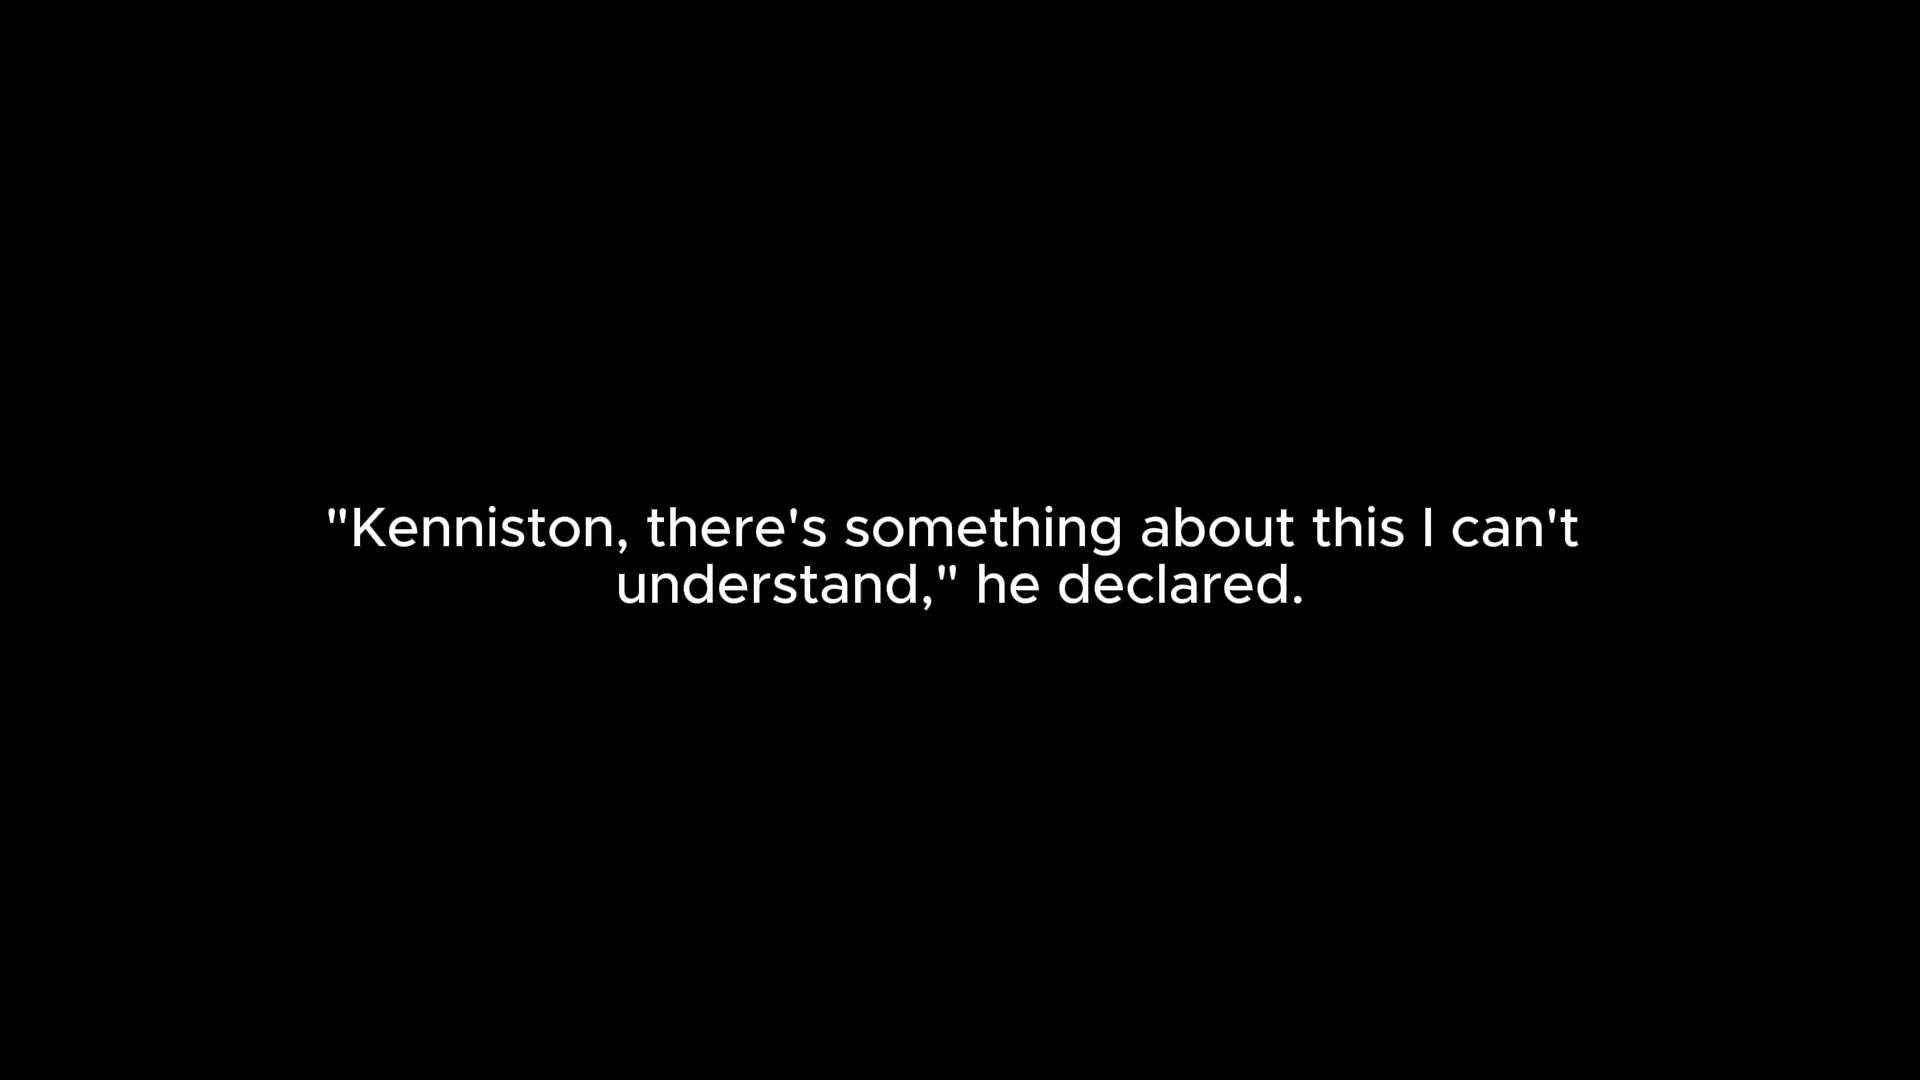 "Kenniston, there's something about this I can't
understand," he declared.